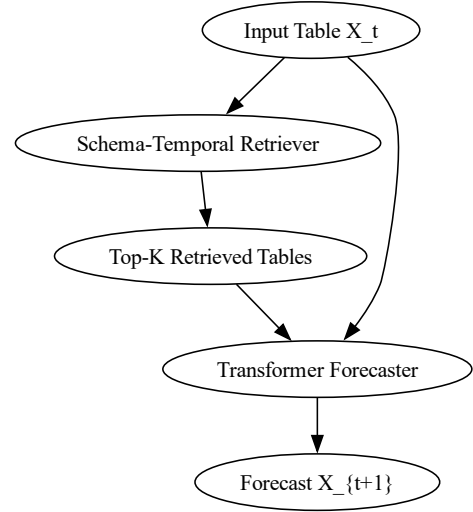 Input Table X_t
Schema-Temporal Retriever
Top-K Retrieved Tables
Transformer Forecaster
Forecast X_{t+1}